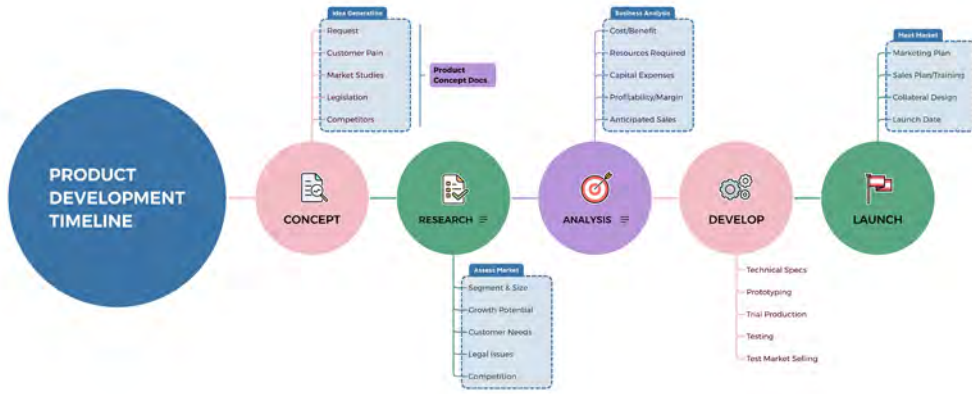 PRODUCT
DEVELOPMENT
TIMELINE
Idea Generation
Request
Customer Pain
Market Studies
Legislation
Competitors
Product
Concept Docs
CONCEPT
RESEARCH
Assess Market
Segment & Size
Growth Potential
Customer Needs
Legal Issues
Competition
Business Analysis
Cost/Benefit
Resources Required
Capital Expenses
Profitability/Margin
Anticipated Sales
ANALYSIS
DEVELOP
Technical Specs
Prototyping
Trial Production
Testing
Test Market Selling
Meet Market
Marketing Plan
Sales Plan/Training
Collateral Design
Launch Date
LAUNCH